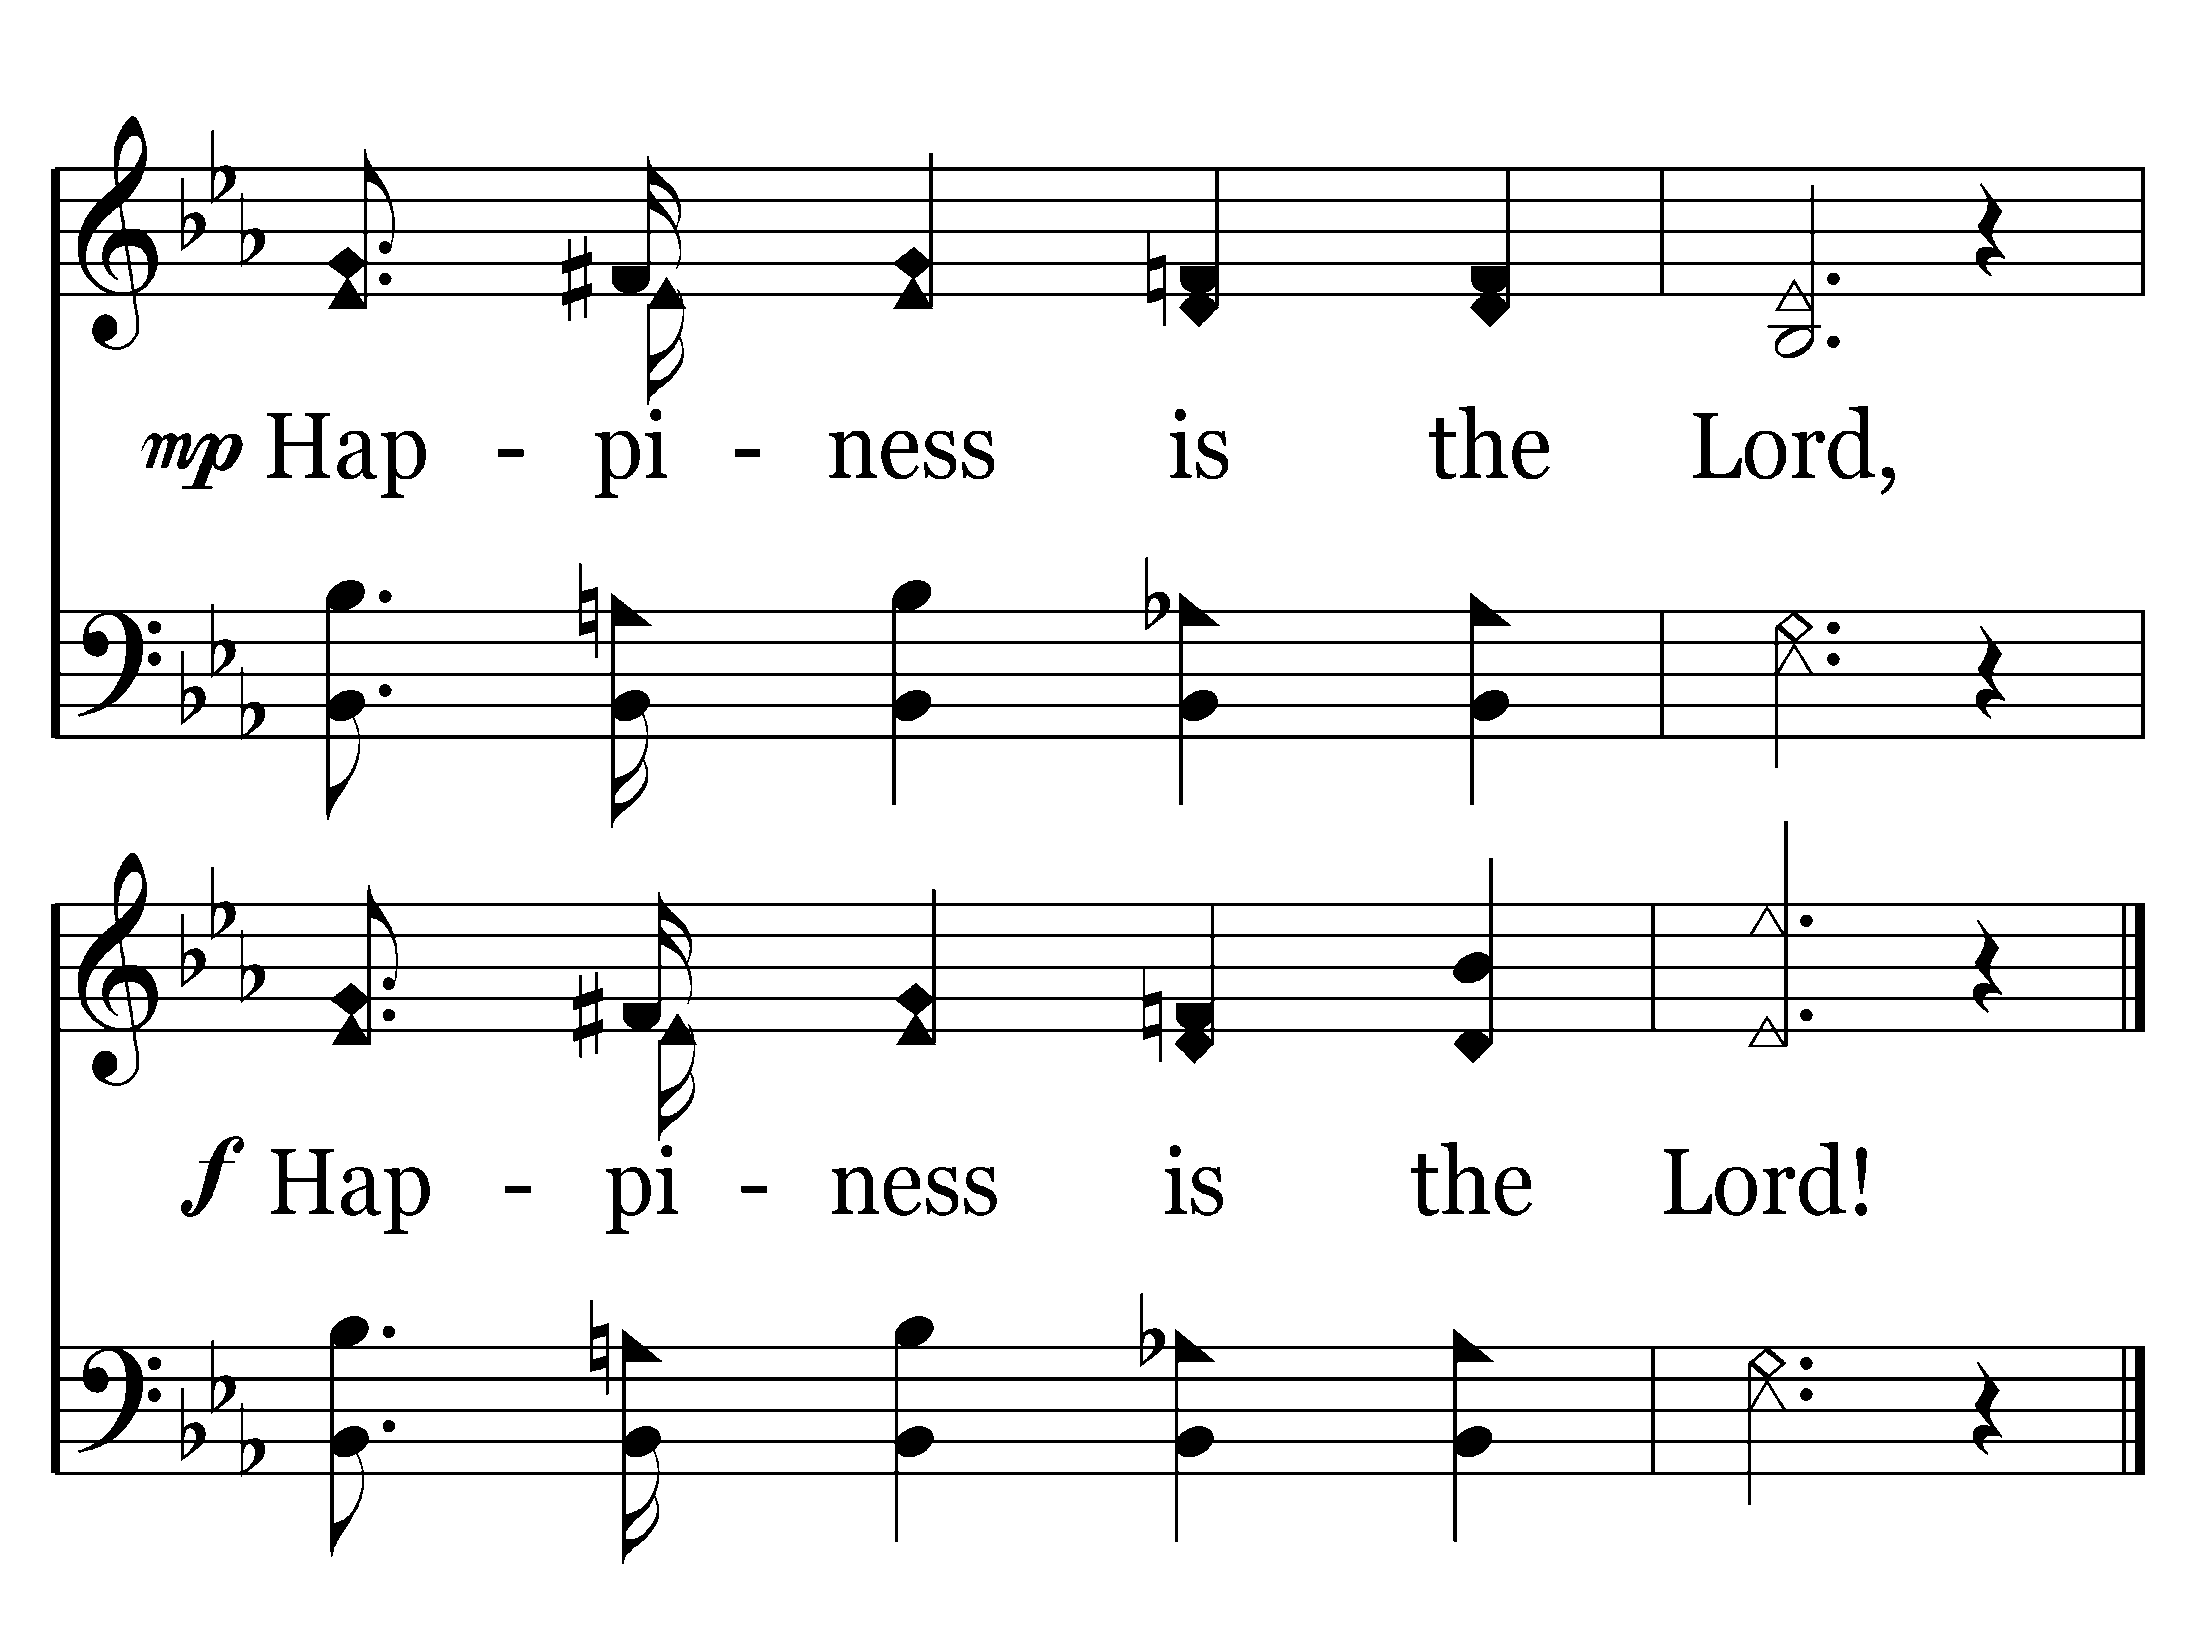 mp Hap - pi - ness is the Lord,
f Hap - pi - ness is the Lord!